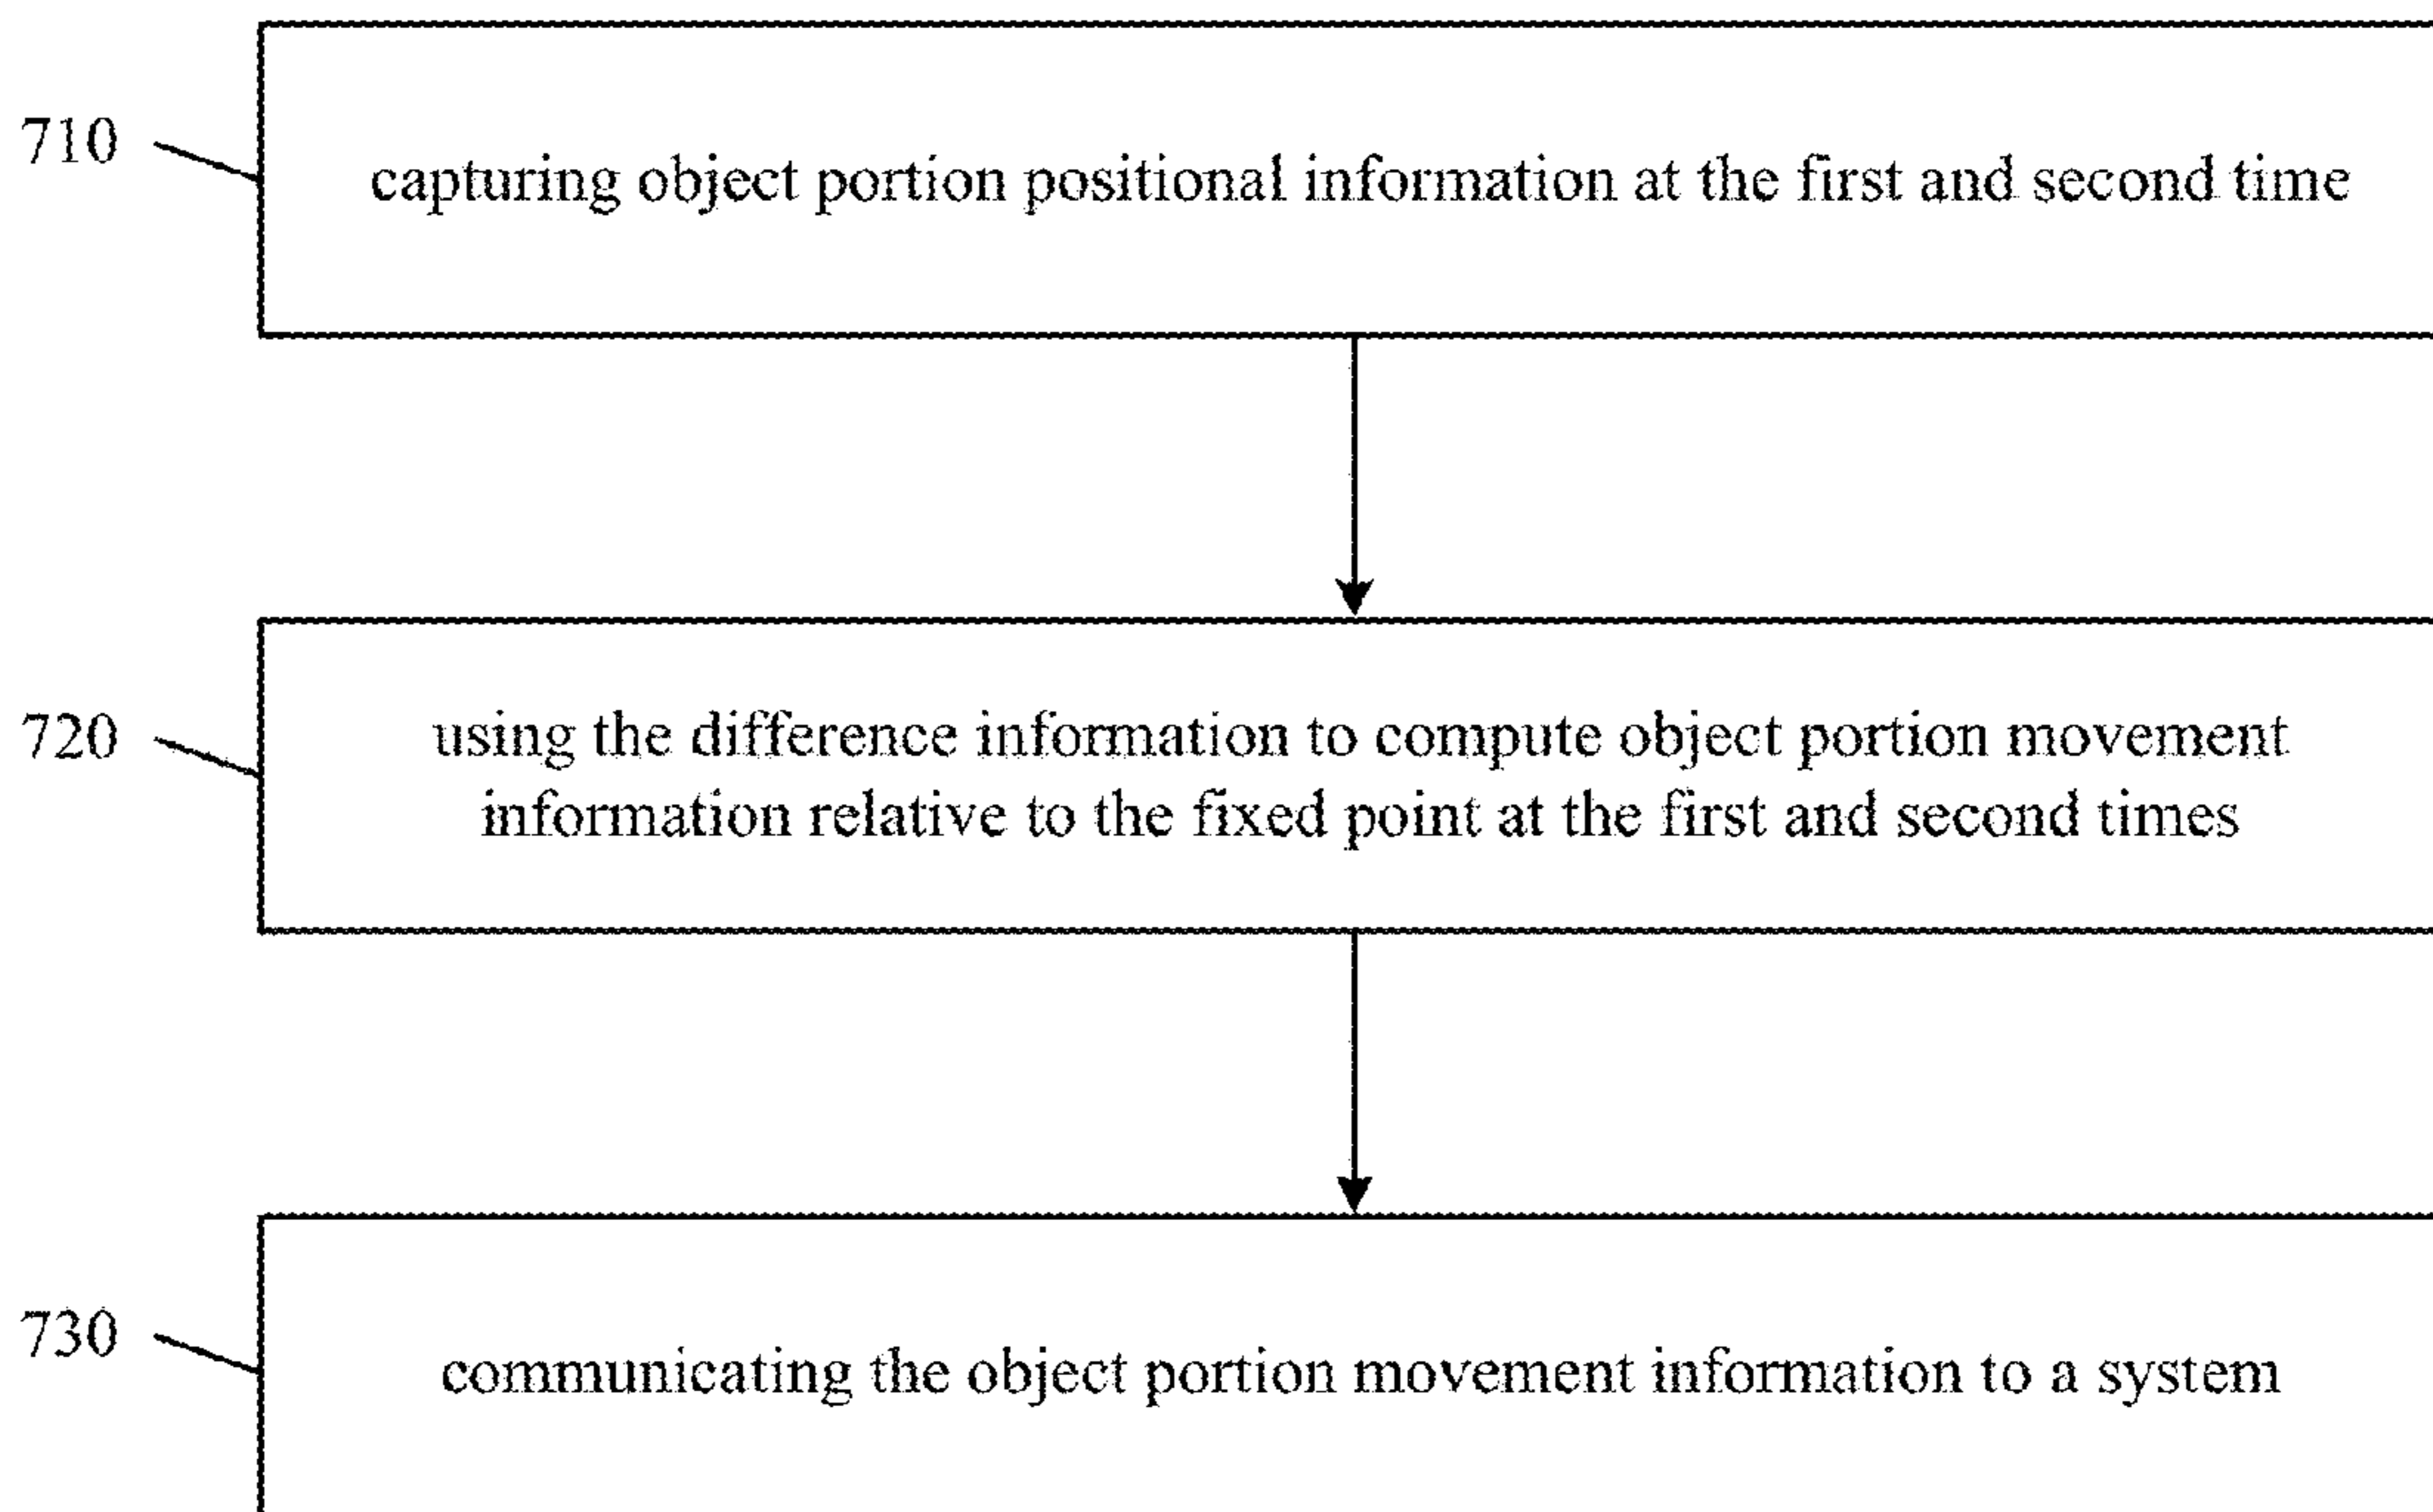 710
capturing object portion positional information at the first and second time
720
using the difference information to compute object portion movement
information relative to the fixed point at the first and second times
730
communicating the object portion movement information to a system